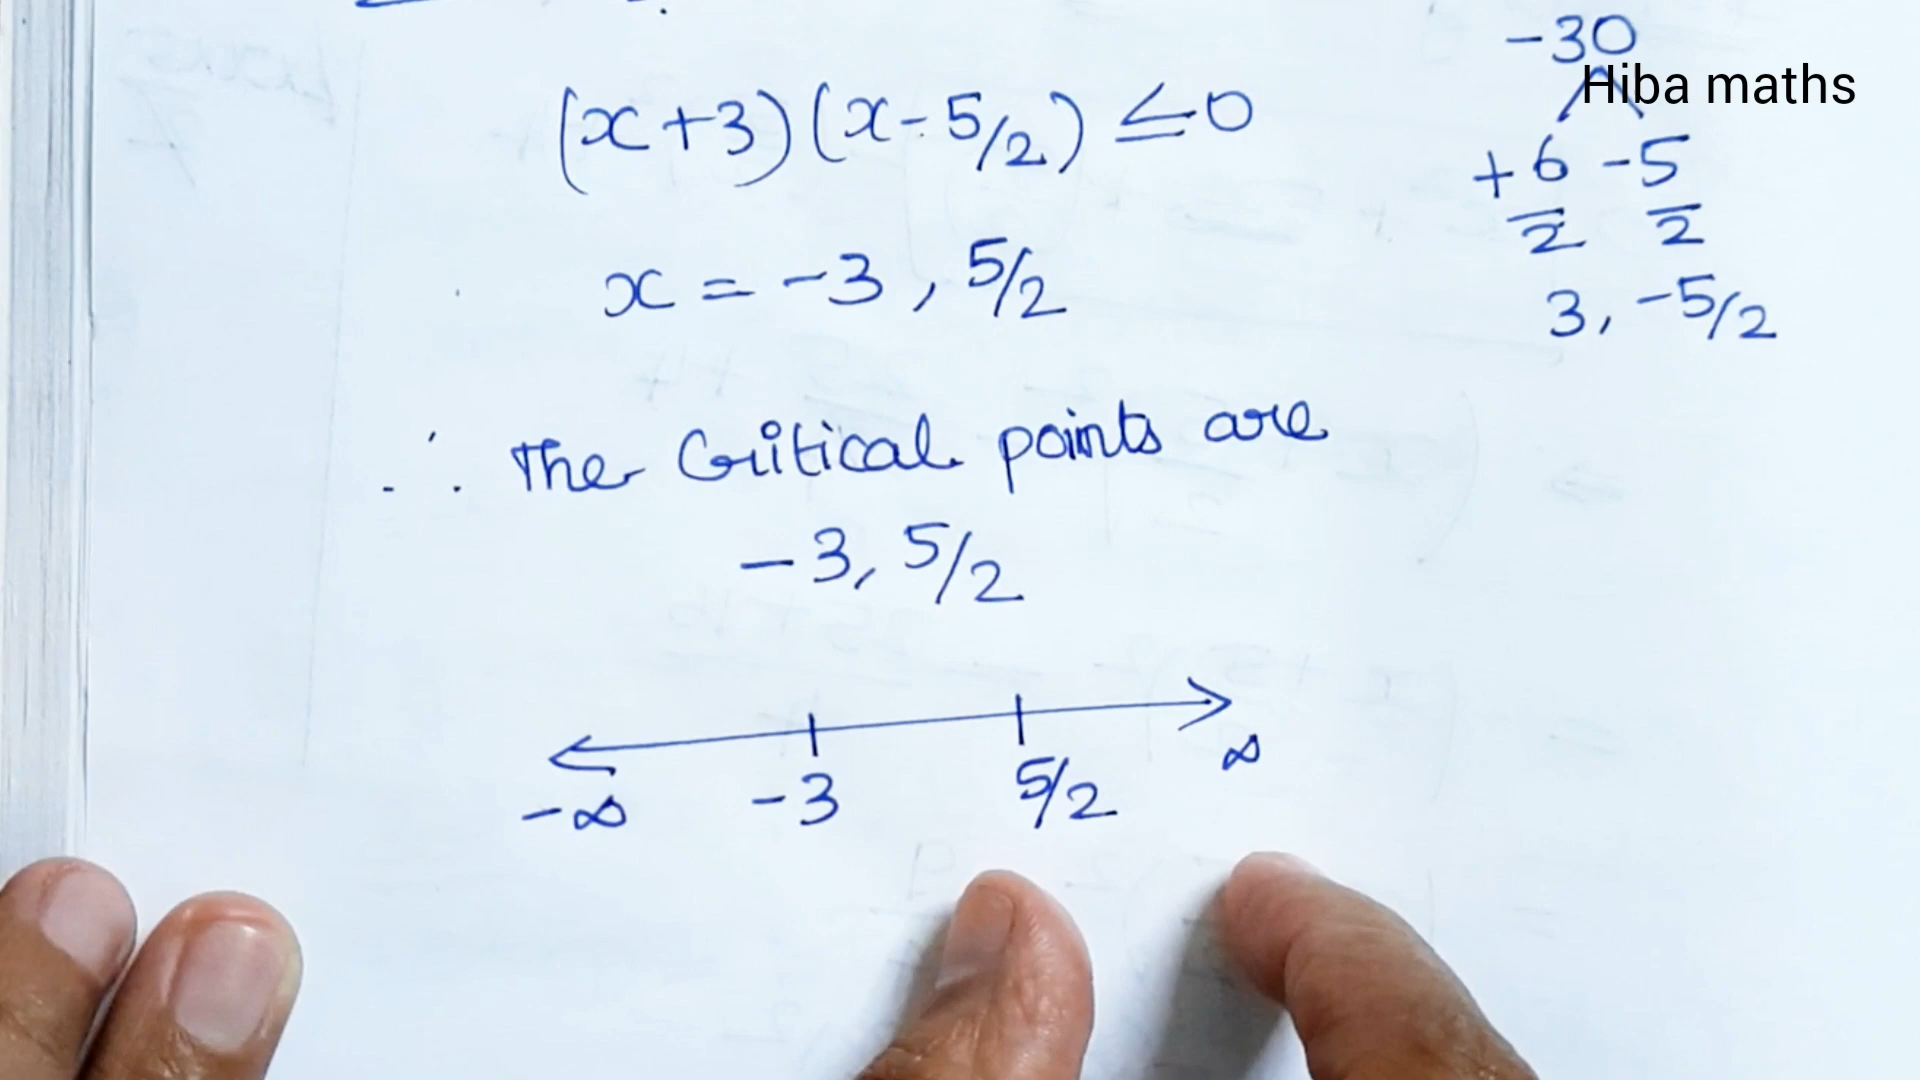 (x+3)(x-5/2) ≤0
x = -3, 5/2
∴ The Critical points are
-3, 5/2
-∞ -3 5/2 ∞
-30
Hiba maths
+6 -5
2 2
3, -5/2